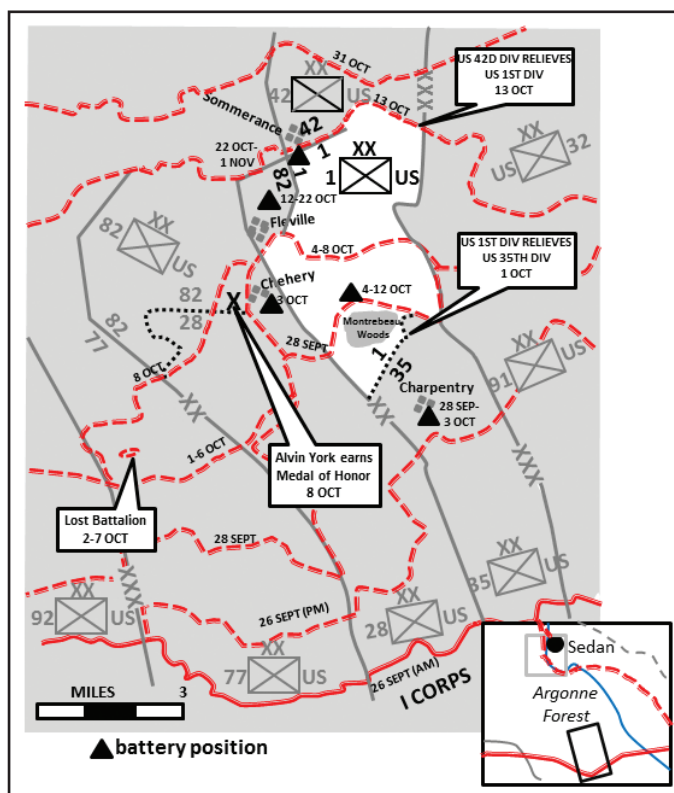 31 OCT
US 42D DIV RELIEVES
US 1ST DIV
13 OCT
XX
42 US
XXX
13 OCT
Sommerance
42
1
22 OCT-
1 NOV
XX
1 US
XX
US 32
82
1
12-22 OCT
Fleville
XX
82 US
4-8 OCT
US 1ST DIV RELIEVES
US 35TH DIV
1 OCT
Chehery
82
X
28
3 OCT
4-12 OCT
82
77
28 SEPT
Montrebeau
Woods
1
35
XX
91 US
8 OCT
XX
XX
Charpentry
28 SEP-
3 OCT
XXX
1-6 OCT
Alvin York earns
Medal of Honor
8 OCT
Lost Battalion
2-7 OCT
28 SEPT
XXX
XX
92 US
26 SEPT (PM)
XX
28 US
XX
35 US
XX
77 US
26 SEPT (AM)
I CORPS
MILES 3
Sedan
Argonne
Forest
battery position